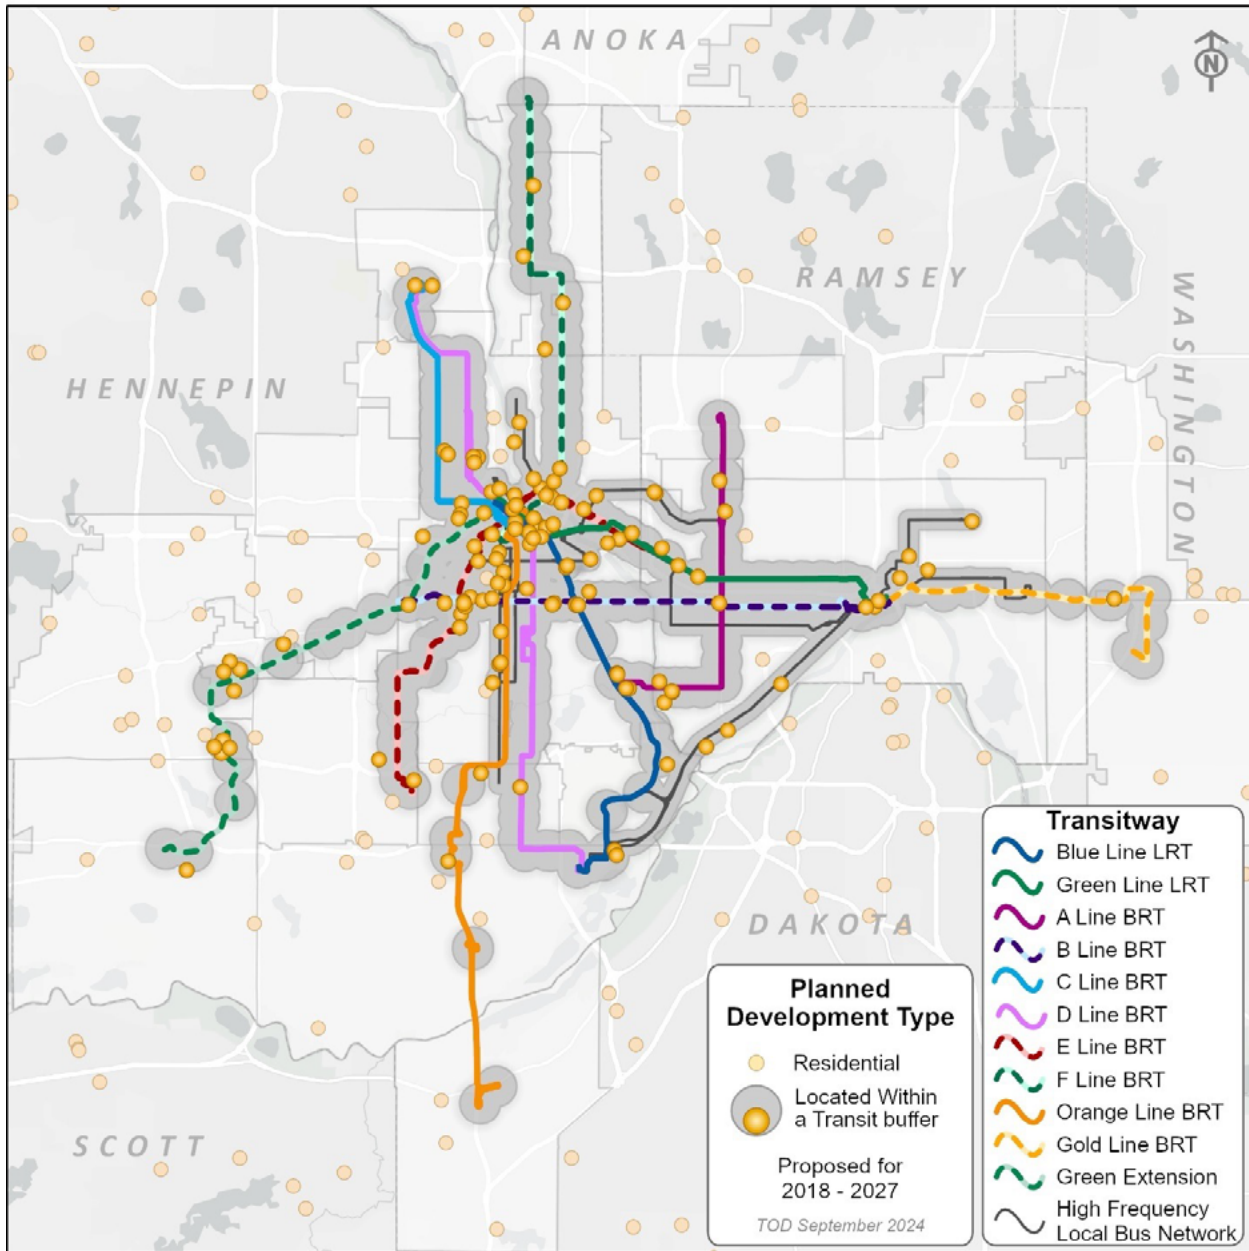 ANOKA
N
RAMSEY
WASHINGTON
HENNEPIN
DAKOTA
SCOTT
Planned
Development Type
Residential
Located Within
a Transit buffer
Proposed for
2018 - 2027
TOD September 2024
Transitway
Blue Line LRT
Green Line LRT
A Line BRT
B Line BRT
C Line BRT
D Line BRT
E Line BRT
F Line BRT
Orange Line BRT
Gold Line BRT
Green Extension
High Frequency
Local Bus Network